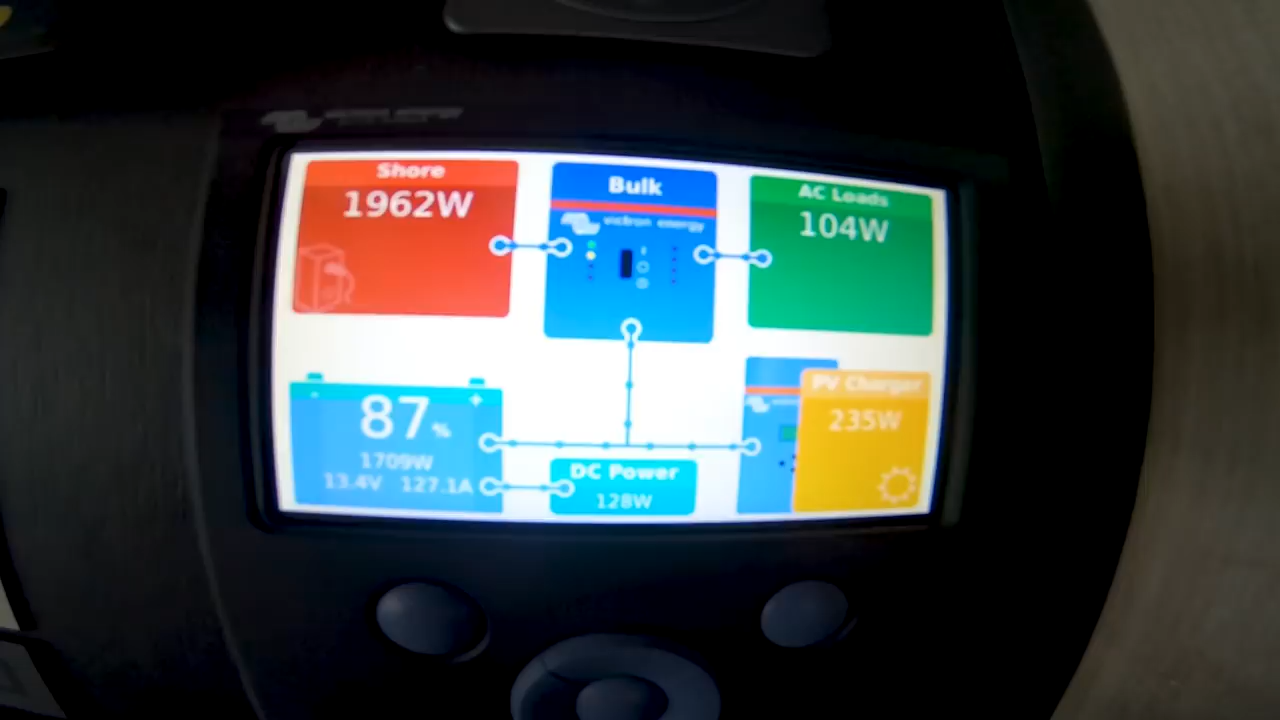 Shore
1962W
Bulk
victron energy
AC Loads
104W
87%
1709W
13.4V 127.1A
DC Power
128W
PV Charger
235W